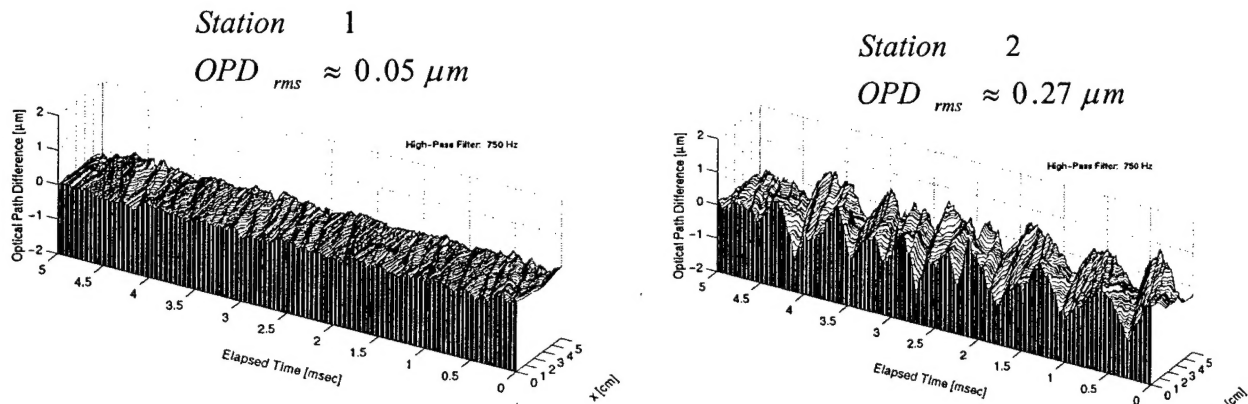 Station 1
OPD rms ≈ 0.05 μm
Optical Path Difference [μm]
2
1
0
−1
−2
High-Pass Filter: 750 Hz
5
4.5
4
3.5
3
2.5
2
1.5
1
0.5
0
Elapsed Time [msec]
0 1 2 3 4 5
x [cm]
Station 2
OPD rms ≈ 0.27 μm
Optical Path Difference [μm]
2
1
0
−1
−2
High-Pass Filter: 750 Hz
5
4.5
4
3.5
3
2.5
2
1.5
1
0.5
0
Elapsed Time [msec]
0 1 2 3 4 5
[cm]